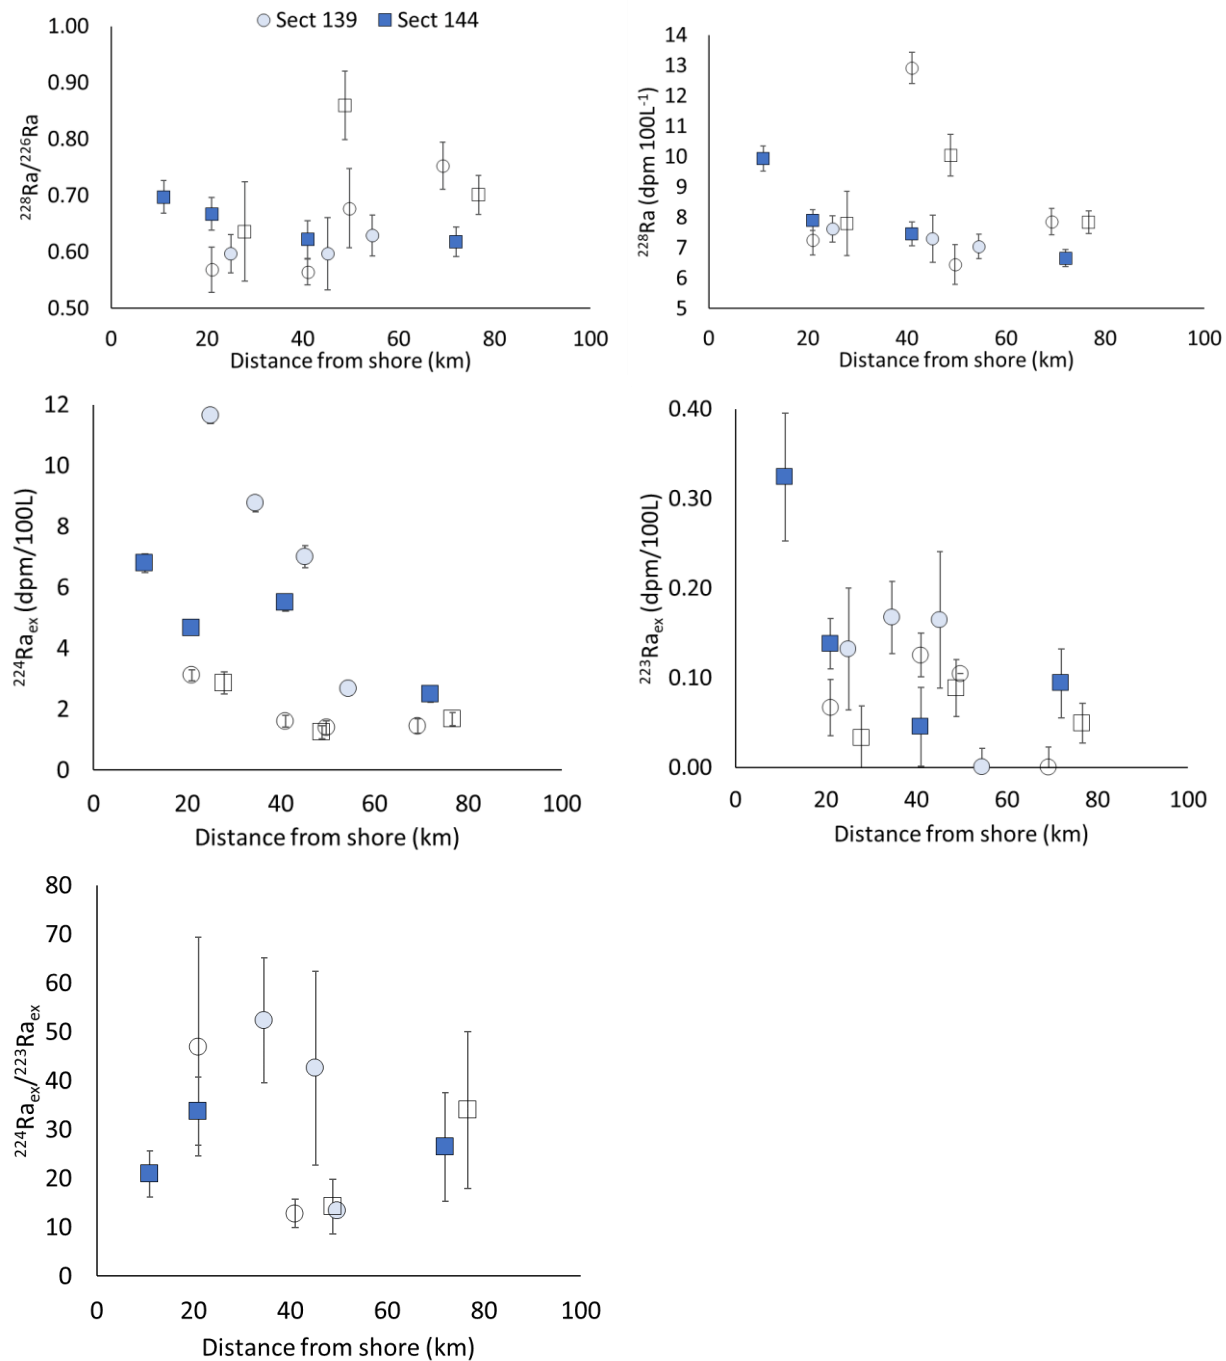 Sect 139 Sect 144
1.00
0.90
0.80
0.70
0.60
0.50
0 20 40 60 80 100
²²⁸Ra/²²⁶Ra
Distance from shore (km)
14
13
12
11
10
9
8
7
6
5
0 20 40 60 80 100
²²⁸Ra (dpm 100L⁻¹)
Distance from shore (km)
12
10
8
6
4
2
0
0 20 40 60 80 100
²²⁴Raₑₓ (dpm/100L)
Distance from shore (km)
0.40
0.30
0.20
0.10
0.00
0 20 40 60 80 100
²²³Raₑₓ (dpm/100L)
Distance from shore (km)
80
70
60
50
40
30
20
10
0
0 20 40 60 80 100
²²⁴Raₑₓ/²²³Raₑₓ
Distance from shore (km)